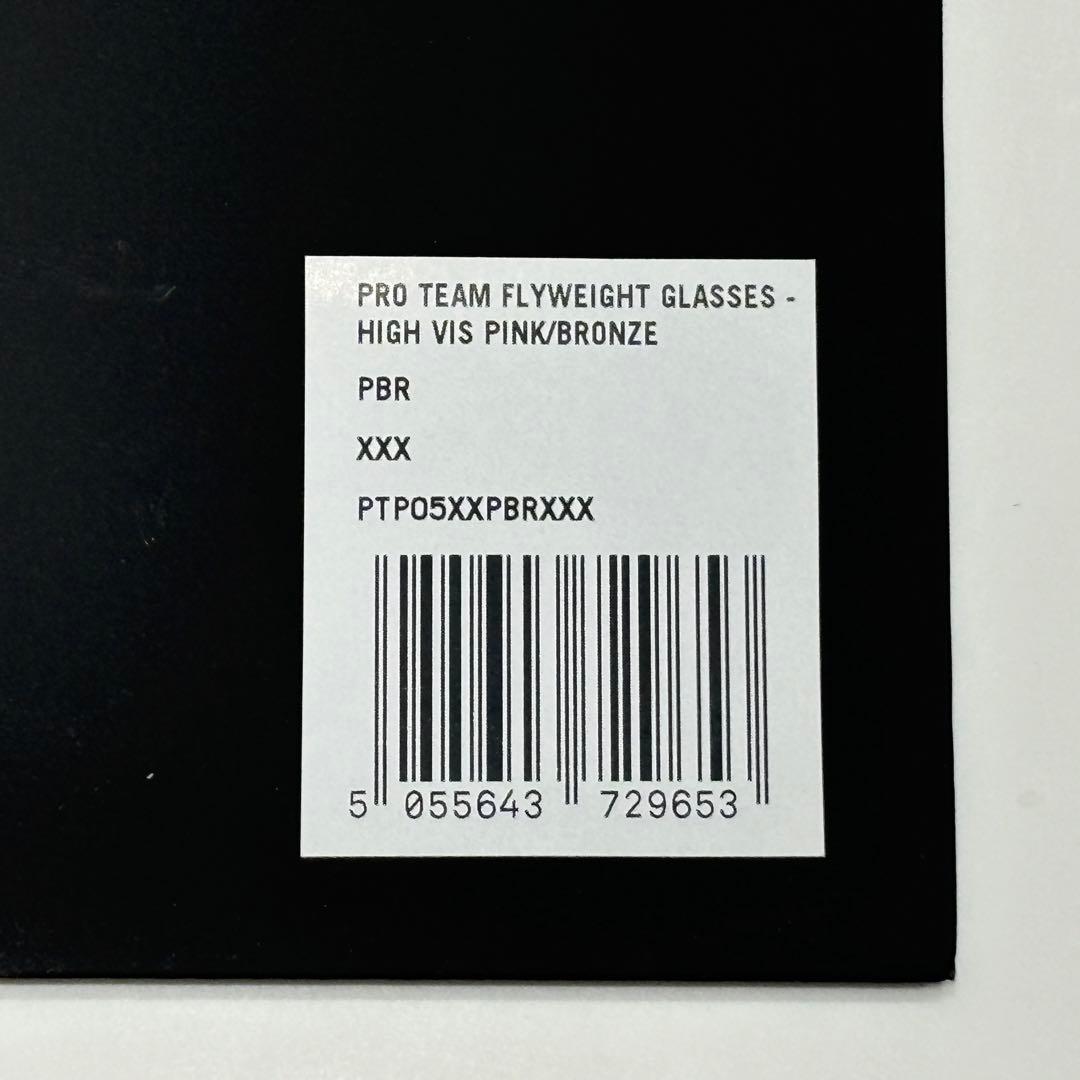 PRO TEAM FLYWEIGHT GLASSES -
HIGH VIS PINK/BRONZE
PBR
XXX
PTP05XXPBRXXX
5 055643 729653